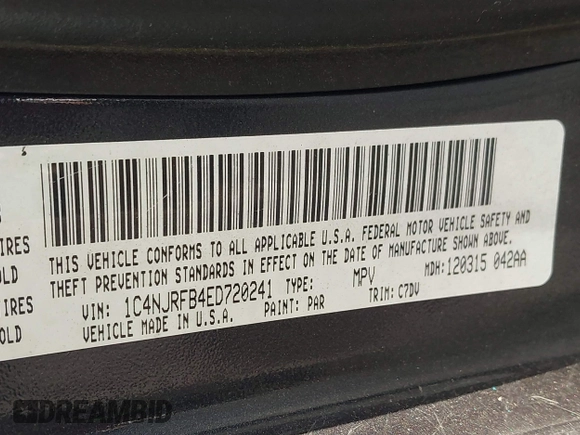 THIS VEHICLE CONFORMS TO ALL APPLICABLE U.S.A. FEDERAL MOTOR VEHICLE SAFETY AND
THEFT PREVENTION STANDARDS IN EFFECT ON THE DATE OF MANUFACTURE SHOWN ABOVE.
VIN: 1C4NJRFB4ED720241 TYPE: MPV MDH: 120315 042AA
VEHICLE MADE IN U.S.A. PAINT: PAR TRIM: C7DV
IRES
OLD
IRES
OLD
DREAMBID